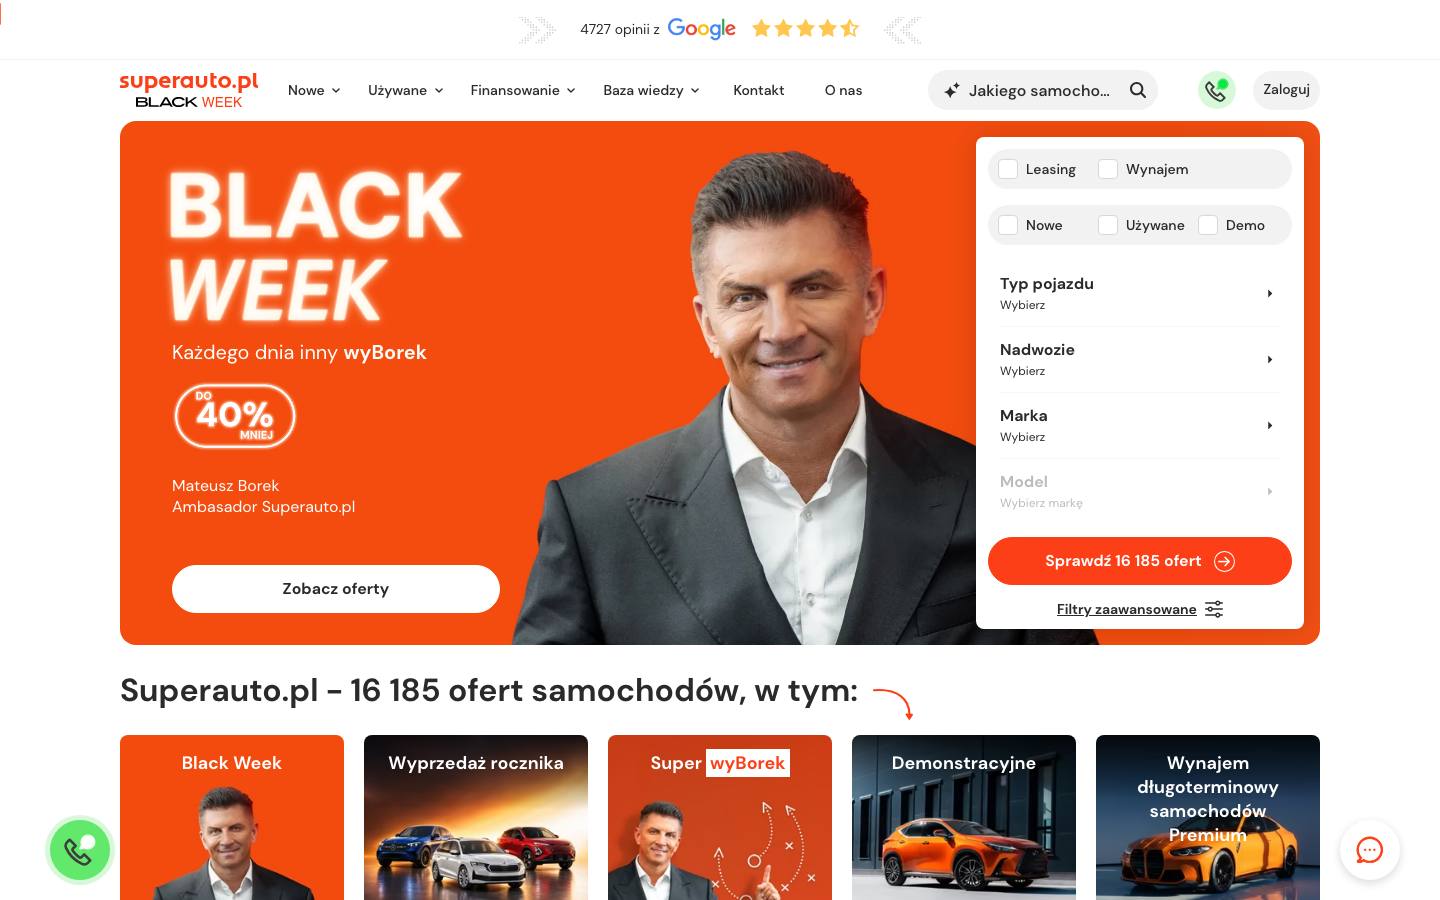 4727 opinii z Google
superauto.pl
BLACK WEEK
Nowe
Używane
Finansowanie
Baza wiedzy
Kontakt
O nas
Jakiego samocho...
Zaloguj
BLACK
WEEK
Każdego dnia inny wyBorek
DO
40%
MNIEJ
Mateusz Borek
Ambasador Superauto.pl
Zobacz oferty
Leasing
Wynajem
Nowe
Używane
Demo
Typ pojazdu
Wybierz
Nadwozie
Wybierz
Marka
Wybierz
Model
Wybierz markę
Sprawdź 16 185 ofert
Filtry zaawansowane
Superauto.pl – 16 185 ofert samochodów, w tym:
Black Week
Wyprzedaż rocznika
Super wyBorek
Demonstracyjne
Wynajem
długoterminowy
samochodów
Premium